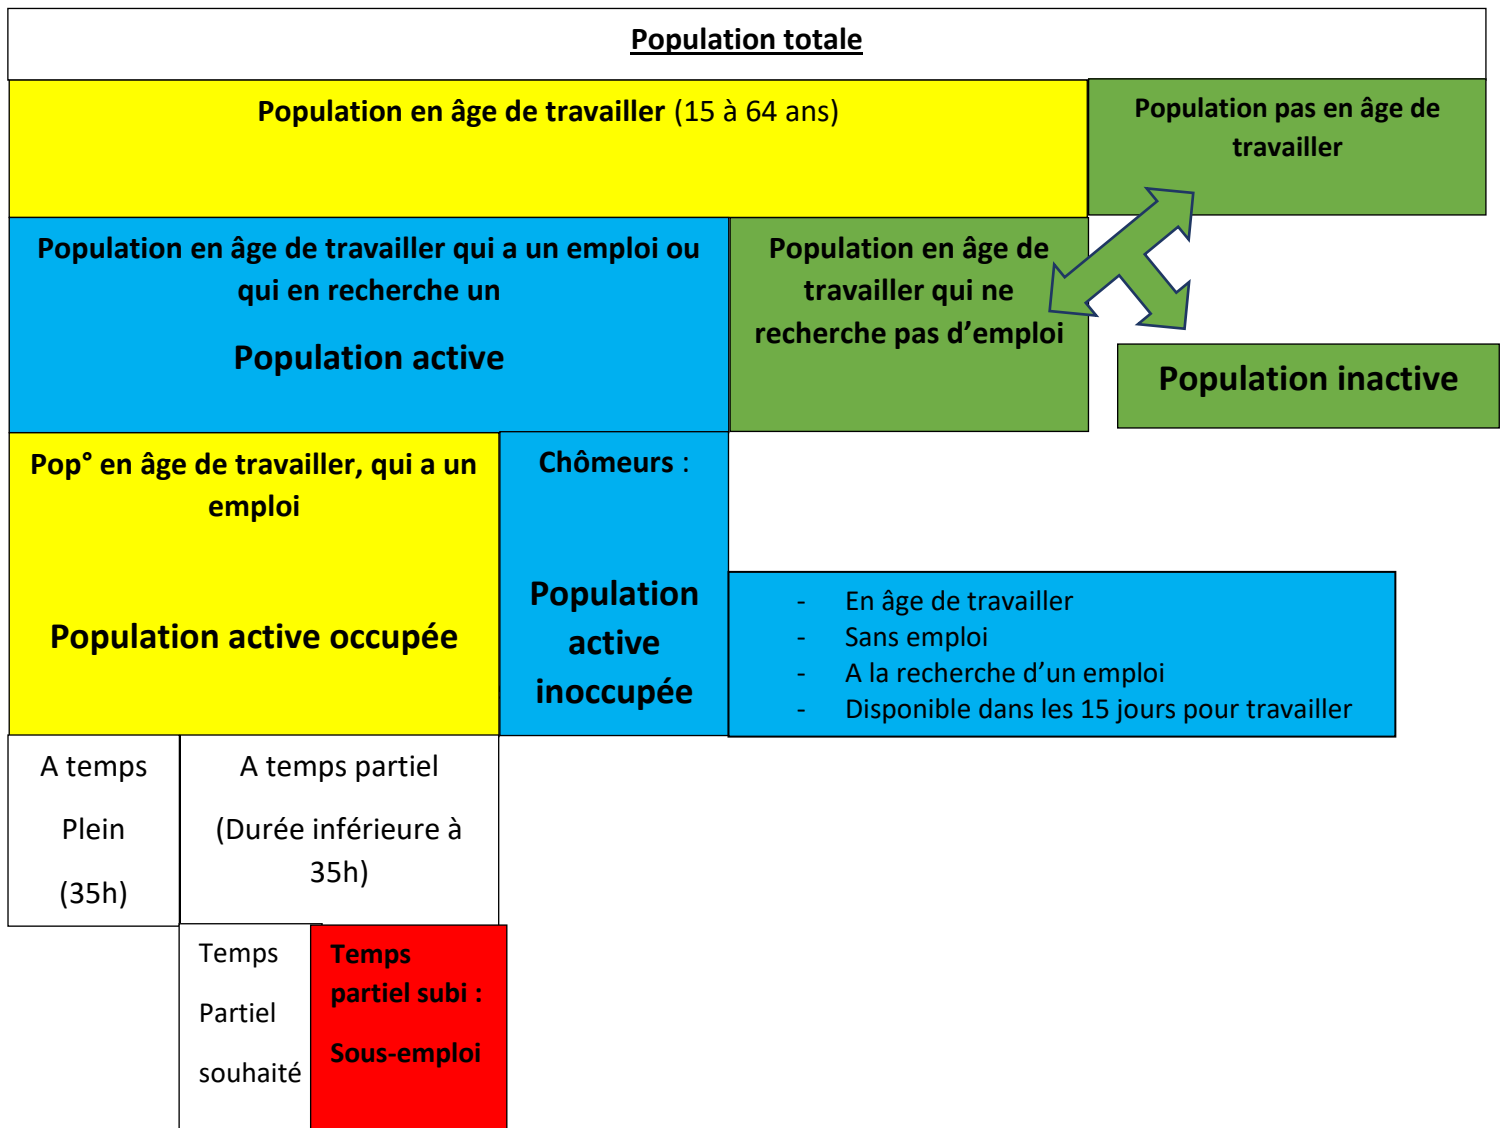 Population totale
Population en âge de travailler (15 à 64 ans)
Population pas en âge de
travailler
Population en âge de travailler qui a un emploi ou
qui en recherche un
Population active
Population en âge de
travailler qui ne
recherche pas d’emploi
Population inactive
Pop° en âge de travailler, qui a un
emploi
Population active occupée
Chômeurs :
Population
active
inoccupée
- En âge de travailler
- Sans emploi
- A la recherche d’un emploi
- Disponible dans les 15 jours pour travailler
A temps
Plein
(35h)
A temps partiel
(Durée inférieure à
35h)
Temps
Partiel
souhaité
Temps
partiel subi :
Sous-emploi